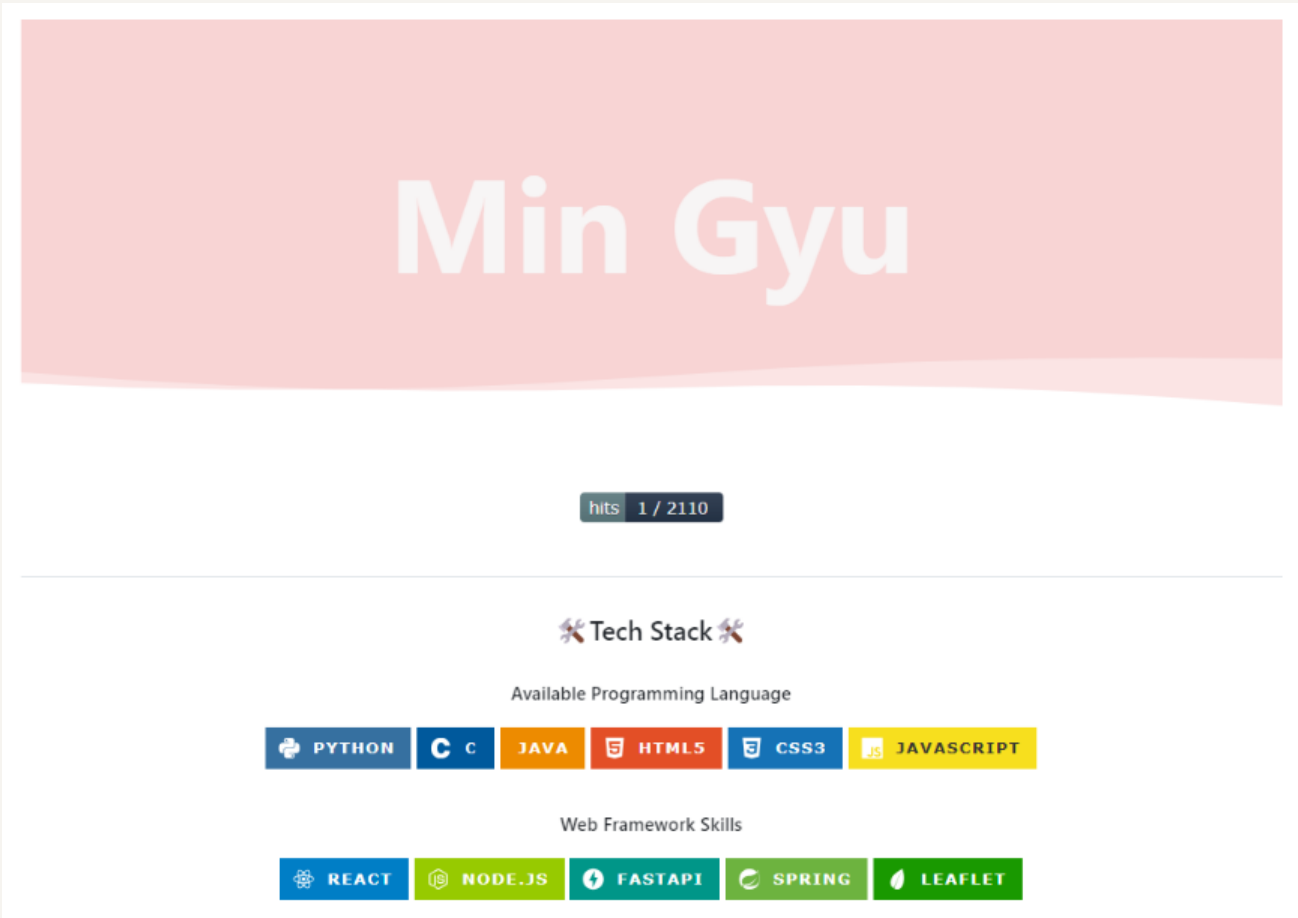 Min Gyu
hits 1 / 2110
🛠Tech Stack🛠
Available Programming Language
PYTHON C C JAVA HTML5 CSS3 JS JAVASCRIPT
Web Framework Skills
REACT NODE.JS FASTAPI SPRING LEAFLET